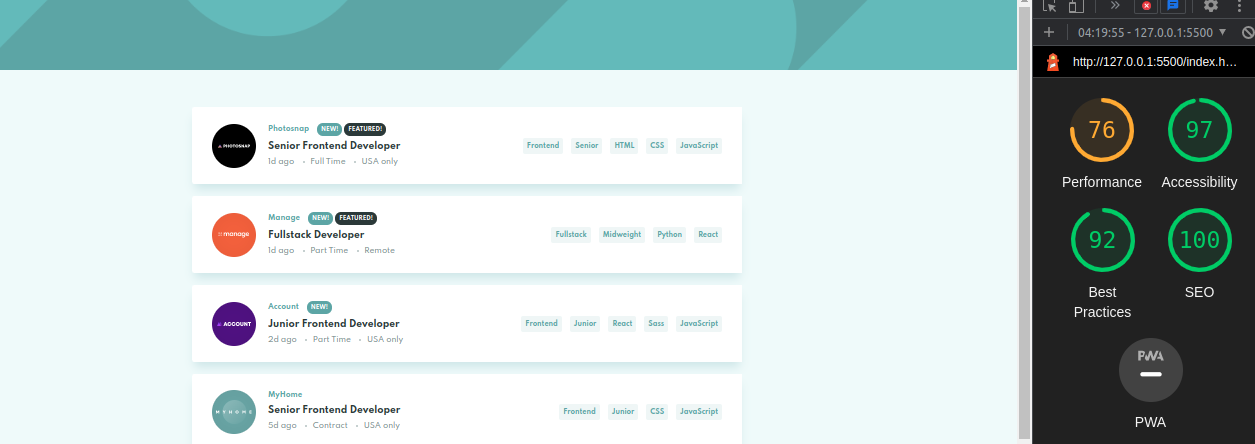 PHOTOSNAP
Photosnap NEW! FEATURED!
Senior Frontend Developer
1d ago • Full Time • USA only
Frontend Senior HTML CSS JavaScript
manage
Manage NEW! FEATURED!
Fullstack Developer
1d ago • Part Time • Remote
Fullstack Midweight Python React
ACCOUNT
Account NEW!
Junior Frontend Developer
2d ago • Part Time • USA only
Frontend Junior React Sass JavaScript
MYHOME
MyHome
Senior Frontend Developer
5d ago • Contract • USA only
Frontend Junior CSS JavaScript
04:19:55 - 127.0.0.1:5500
http://127.0.0.1:5500/index.h...
76
Performance
97
Accessibility
92
Best
Practices
100
SEO
PWA
PWA